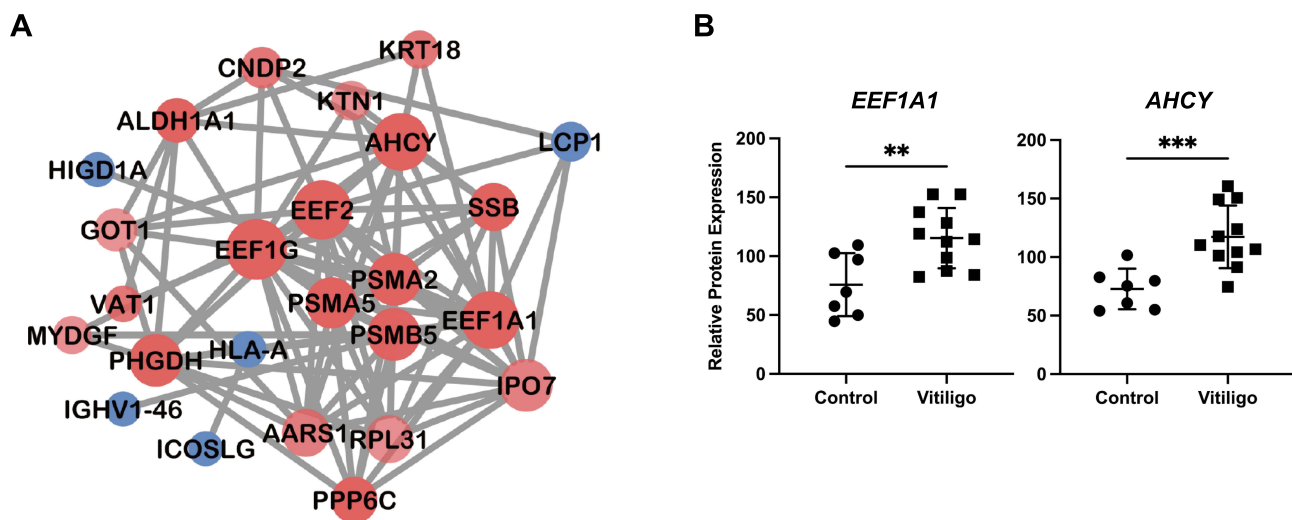 A
KRT18
CNDP2
KTN1
ALDH1A1
AHCY
LCP1
HIGD1A
EEF2
SSB
GOT1
EEF1G
PSMA2
VAT1
PSMA5
EEF1A1
MYDGF
PSMB5
PHGDH
HLA-A
IPO7
IGHV1-46
AARS1
RPL31
ICOSLG
PPP6C
B
EEF1A1
Relative Protein Expression
200
150
100
50
0
**
Control
Vitiligo
AHCY
200
150
100
50
0
***
Control
Vitiligo